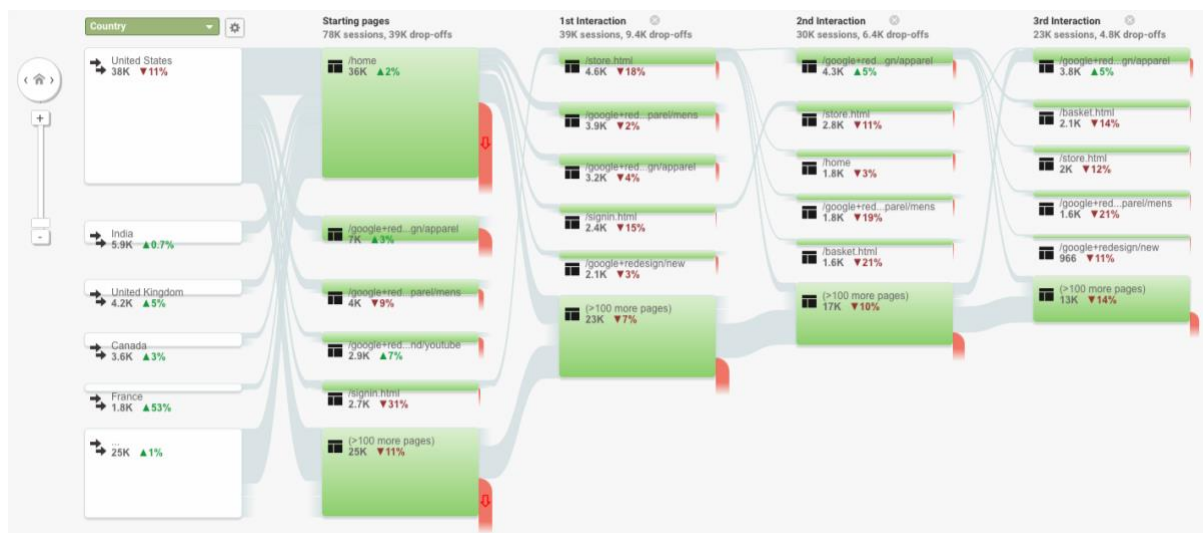 Country
United States
38K ▼11%
India
5.9K ▲0.7%
United Kingdom
4.2K ▲5%
Canada
3.6K ▲3%
France
1.8K ▲53%
...
25K ▲1%
Starting pages
78K sessions, 39K drop-offs
/home
36K ▲2%
/google+red...gn/apparel
7K ▲3%
/google+red...parel/mens
4K ▼9%
/google+red...nd/youtube
2.9K ▲7%
/signin.html
2.7K ▼31%
(>100 more pages)
25K ▼11%
1st Interaction
39K sessions, 9.4K drop-offs
/store.html
4.6K ▼18%
/google+red...parel/mens
3.9K ▼2%
/google+red...gn/apparel
3.2K ▼4%
/signin.html
2.4K ▼15%
/google+redesign/new
2.1K ▼3%
(>100 more pages)
23K ▼7%
2nd Interaction
30K sessions, 6.4K drop-offs
/google+red...gn/apparel
4.3K ▲5%
/store.html
2.8K ▼11%
/home
1.8K ▼3%
/google+red...parel/mens
1.8K ▼19%
/basket.html
1.6K ▼21%
(>100 more pages)
17K ▼10%
3rd Interaction
23K sessions, 4.8K drop-offs
/google+red...gn/apparel
3.8K ▲5%
/basket.html
2.1K ▼14%
/store.html
2K ▼12%
/google+red...parel/mens
1.6K ▼21%
/google+redesign/new
966 ▼11%
(>100 more pages)
13K ▼14%